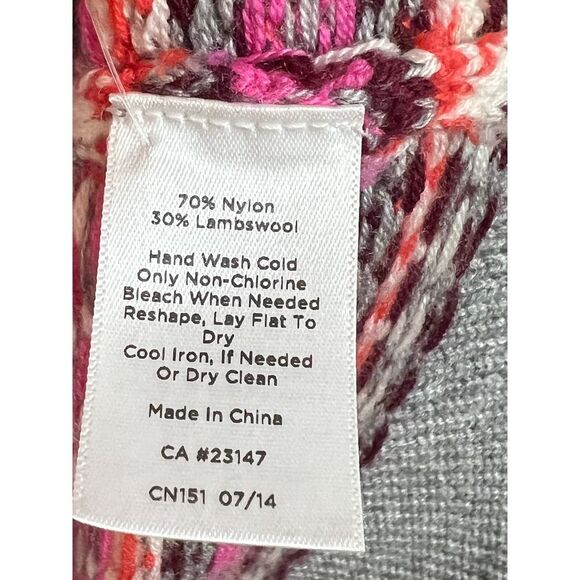 70% Nylon
30% Lambswool
Hand Wash Cold
Only Non-Chlorine
Bleach When Needed
Reshape, Lay Flat To
Dry
Cool Iron, If Needed
Or Dry Clean
Made In China
CA #23147
CN151 07/14